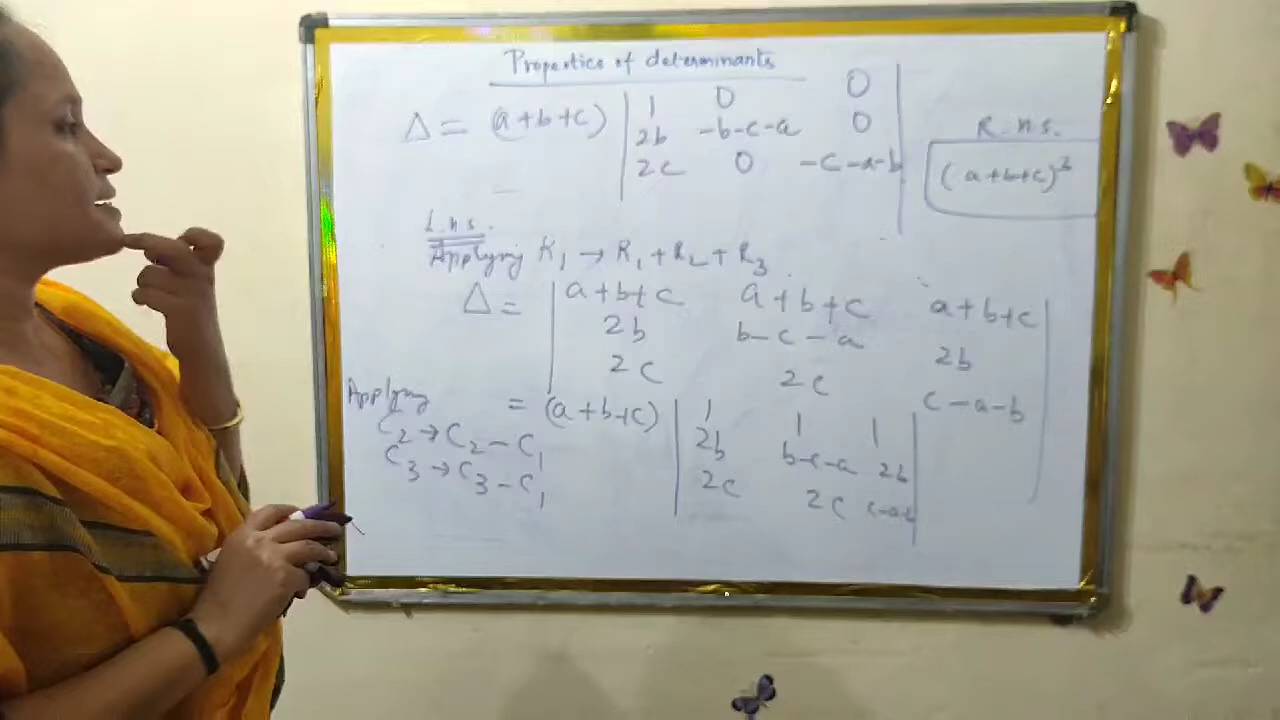 Properties of determinants
Δ = (a+b+c) | 1 0 0 |
2b -b-c-a 0
2c 0 -c-a-b
R.h.s.
(a+b+c)³
L.h.s.
Applying R₁ → R₁ + R₂ + R₃
Δ = | a+b+c a+b+c a+b+c |
2b b-c-a 2b
2c 2c c-a-b
Applying
C₂ → C₂ - C₁
C₃ → C₃ - C₁
= (a+b+c) | 1 1 1 |
2b b-c-a 2b
2c 2c c-a-b